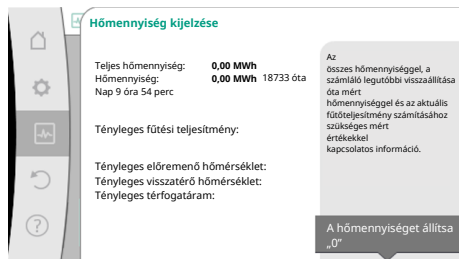 Hőmennyiség kijelzése
Teljes hőmennyiség: 0,00 MWh
Hőmennyiség: 0,00 MWh 18733 óta
Nap 9 óra 54 perc
Tényleges fűtési teljesítmény:
Tényleges előremenő hőmérséklet:
Tényleges visszatérő hőmérséklet:
Tényleges térfogatáram:
Az
összes hőmennyiséggel, a
számláló legutóbbi visszaállítása
óta mért
hőmennyiséggel és az aktuális
fűtőteljesítmény számításához
szükséges mért
értékekkel
kapcsolatos információ.
A hőmennyiséget állítsa
„0”